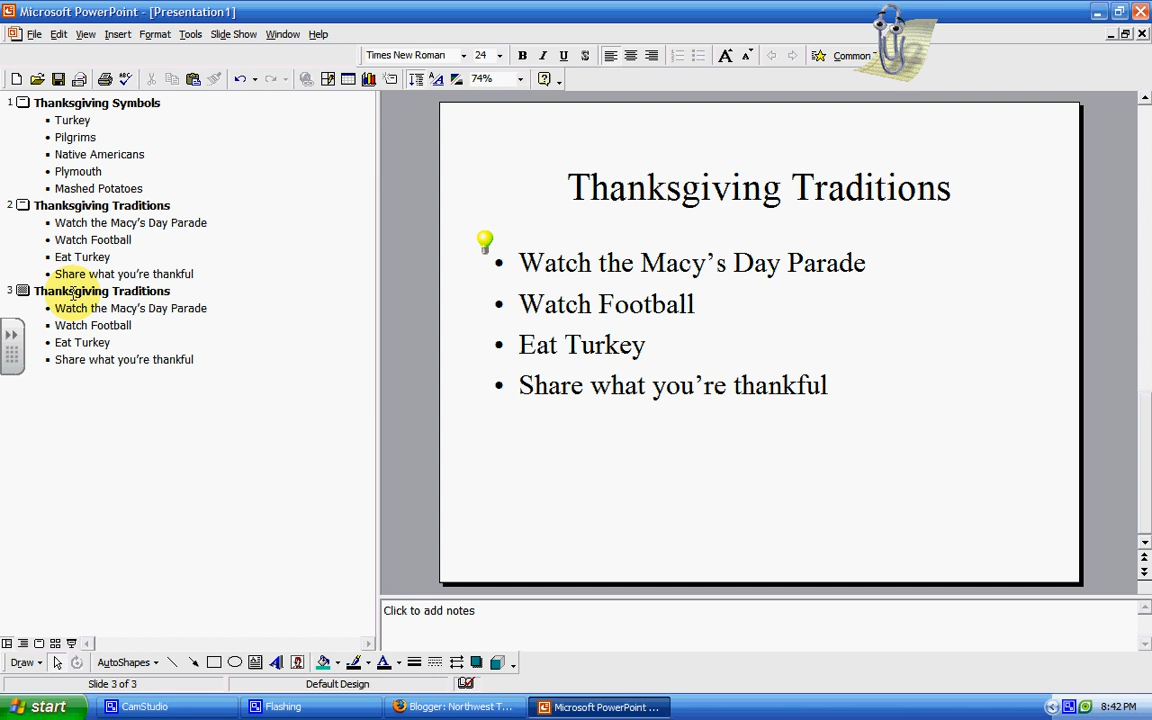 Microsoft PowerPoint - [Presentation1]
File Edit View Insert Format Tools Slide Show Window Help
Times New Roman 24 B I U S A A Common
74%
1 Thanksgiving Symbols
▪ Turkey
▪ Pilgrims
▪ Native Americans
▪ Plymouth
▪ Mashed Potatoes
2 Thanksgiving Traditions
▪ Watch the Macy's Day Parade
▪ Watch Football
▪ Eat Turkey
▪ Share what you're thankful
3 Thanksgiving Traditions
▪ Watch the Macy's Day Parade
▪ Watch Football
▪ Eat Turkey
▪ Share what you're thankful
Thanksgiving Traditions
• Watch the Macy's Day Parade
• Watch Football
• Eat Turkey
• Share what you're thankful
Click to add notes
Draw AutoShapes
Slide 3 of 3 Default Design
start CamStudio Flashing Blogger: Northwest T... Microsoft PowerPoint ... 8:42 PM